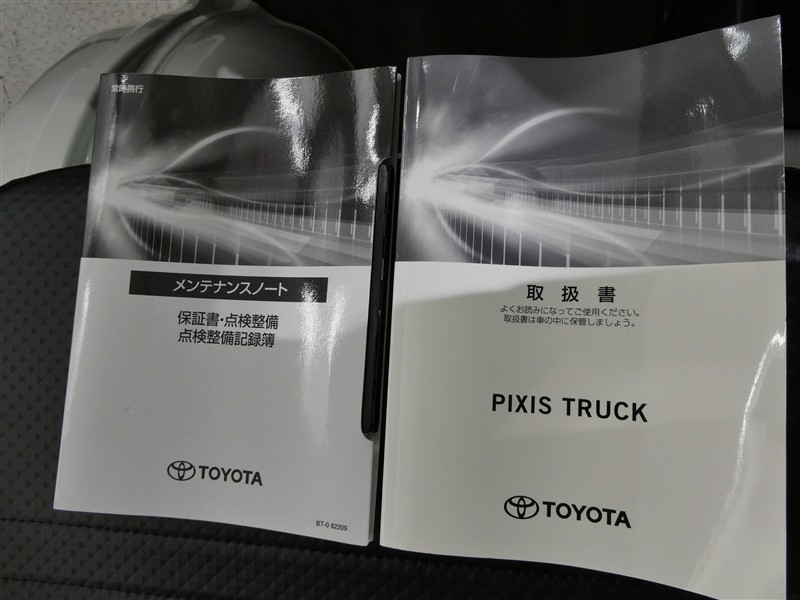 常時携行
メンテナンスノート
保証書・点検整備
点検整備記録簿
TOYOTA
BT-0 62209
取扱書
よくお読みになってご使用ください。
取扱書は車の中に保管しましょう。
PIXIS TRUCK
TOYOTA